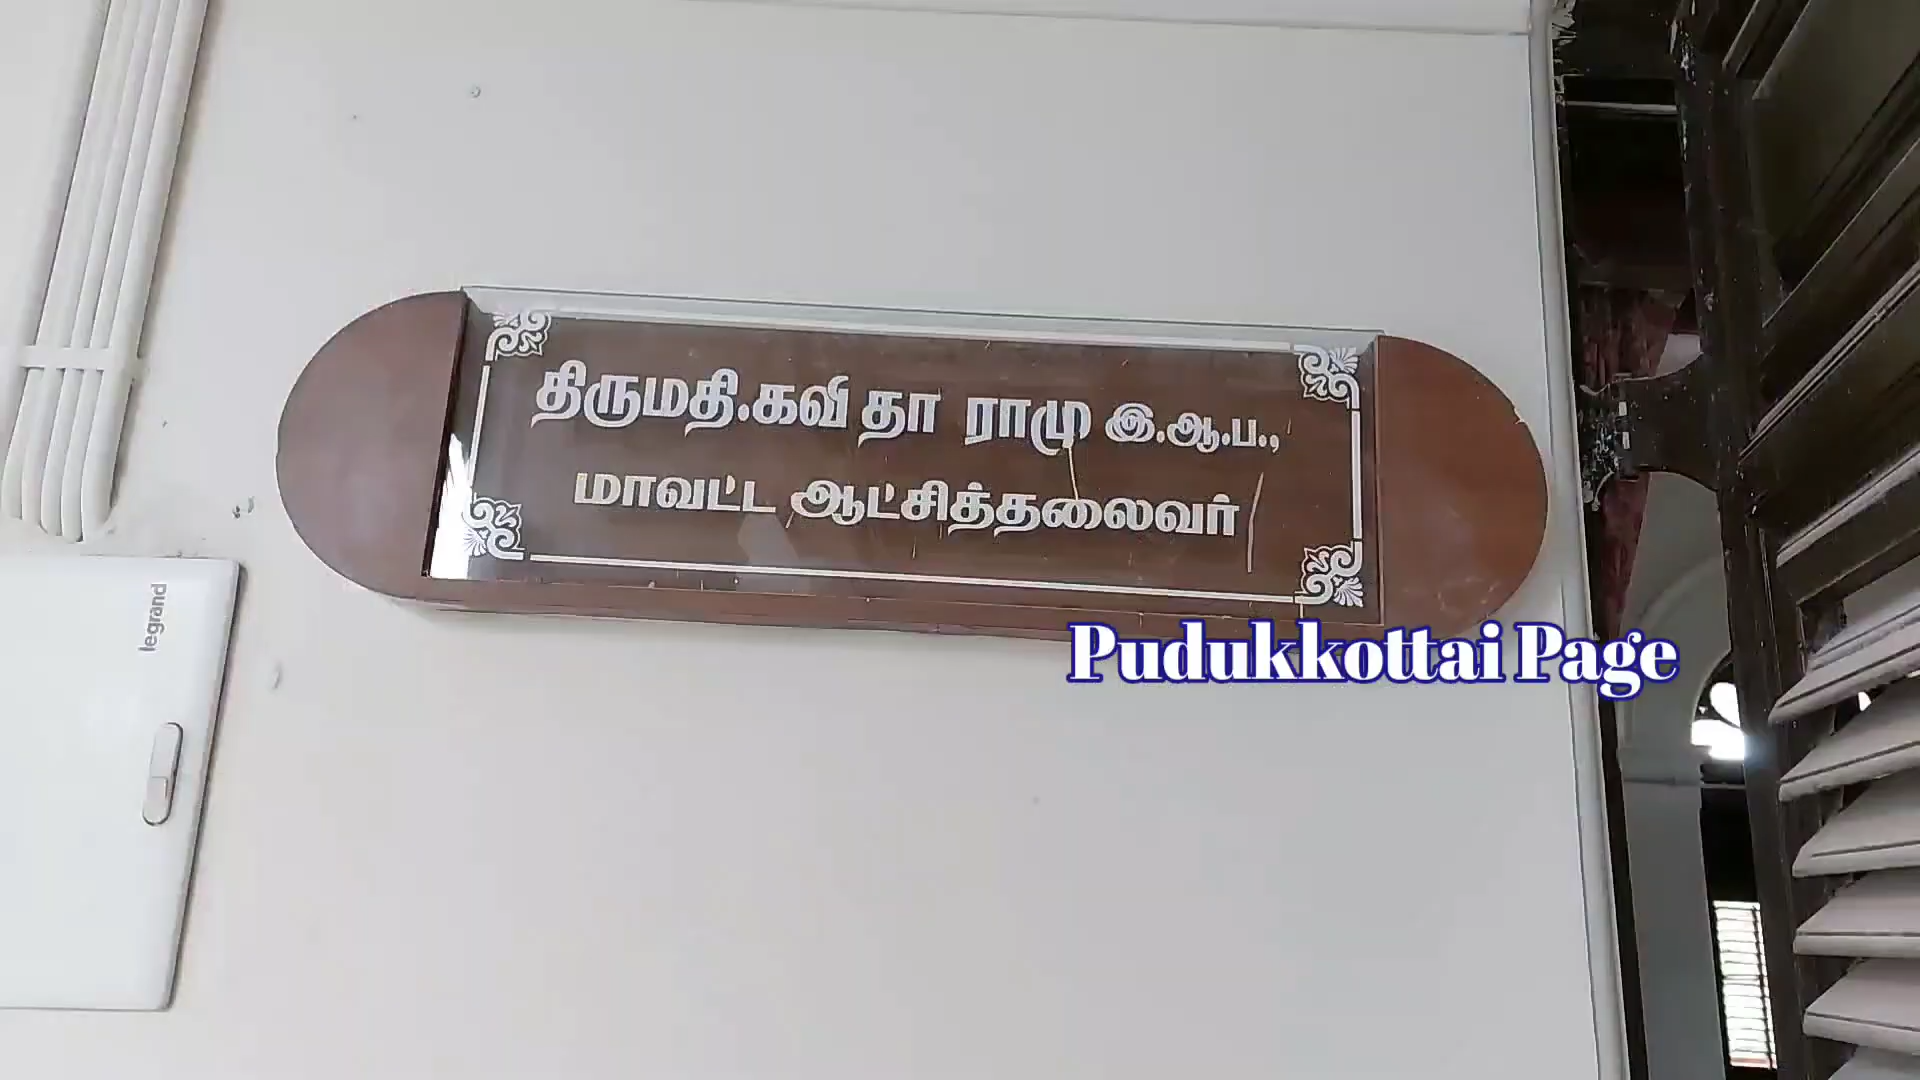 திருமதி.கவிதா ராமு இ.ஆ.ப.,
மாவட்ட ஆட்சித்தலைவர்
Pudukkottai Page
legrand